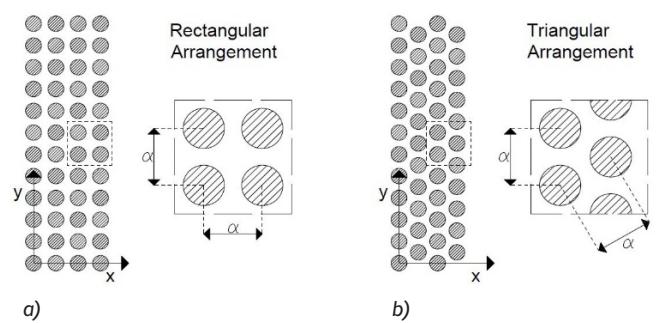 Rectangular
Arrangement
α
α
y
x
a)
Triangular
Arrangement
α
α
y
x
b)